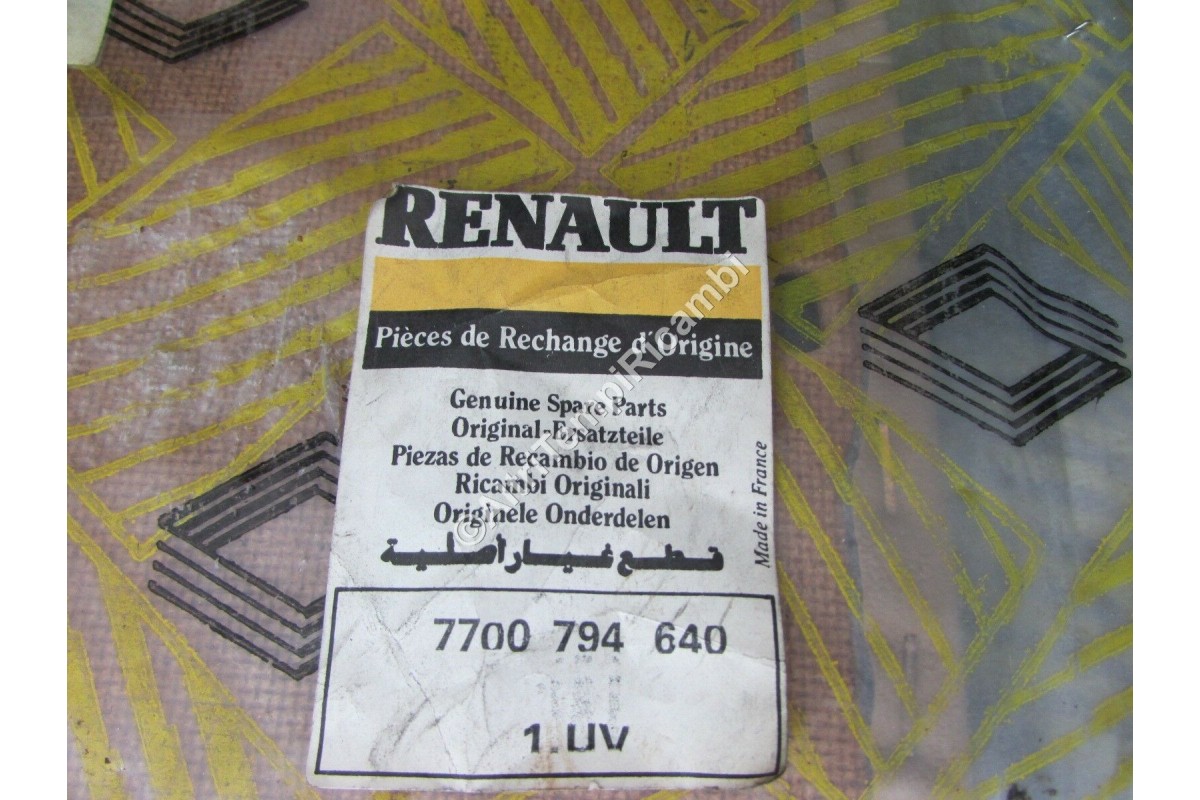 RENAULT
Pièces de Rechange d'Origine
Genuine Spare Parts
Original-Ersatzteile
Piezas de Recambio de Origen
Ricambi Originali
Originele Onderdelen
قطع غيار أصلية
Made in France
7700 794 640
1.UV
©AltriTempiRicambi